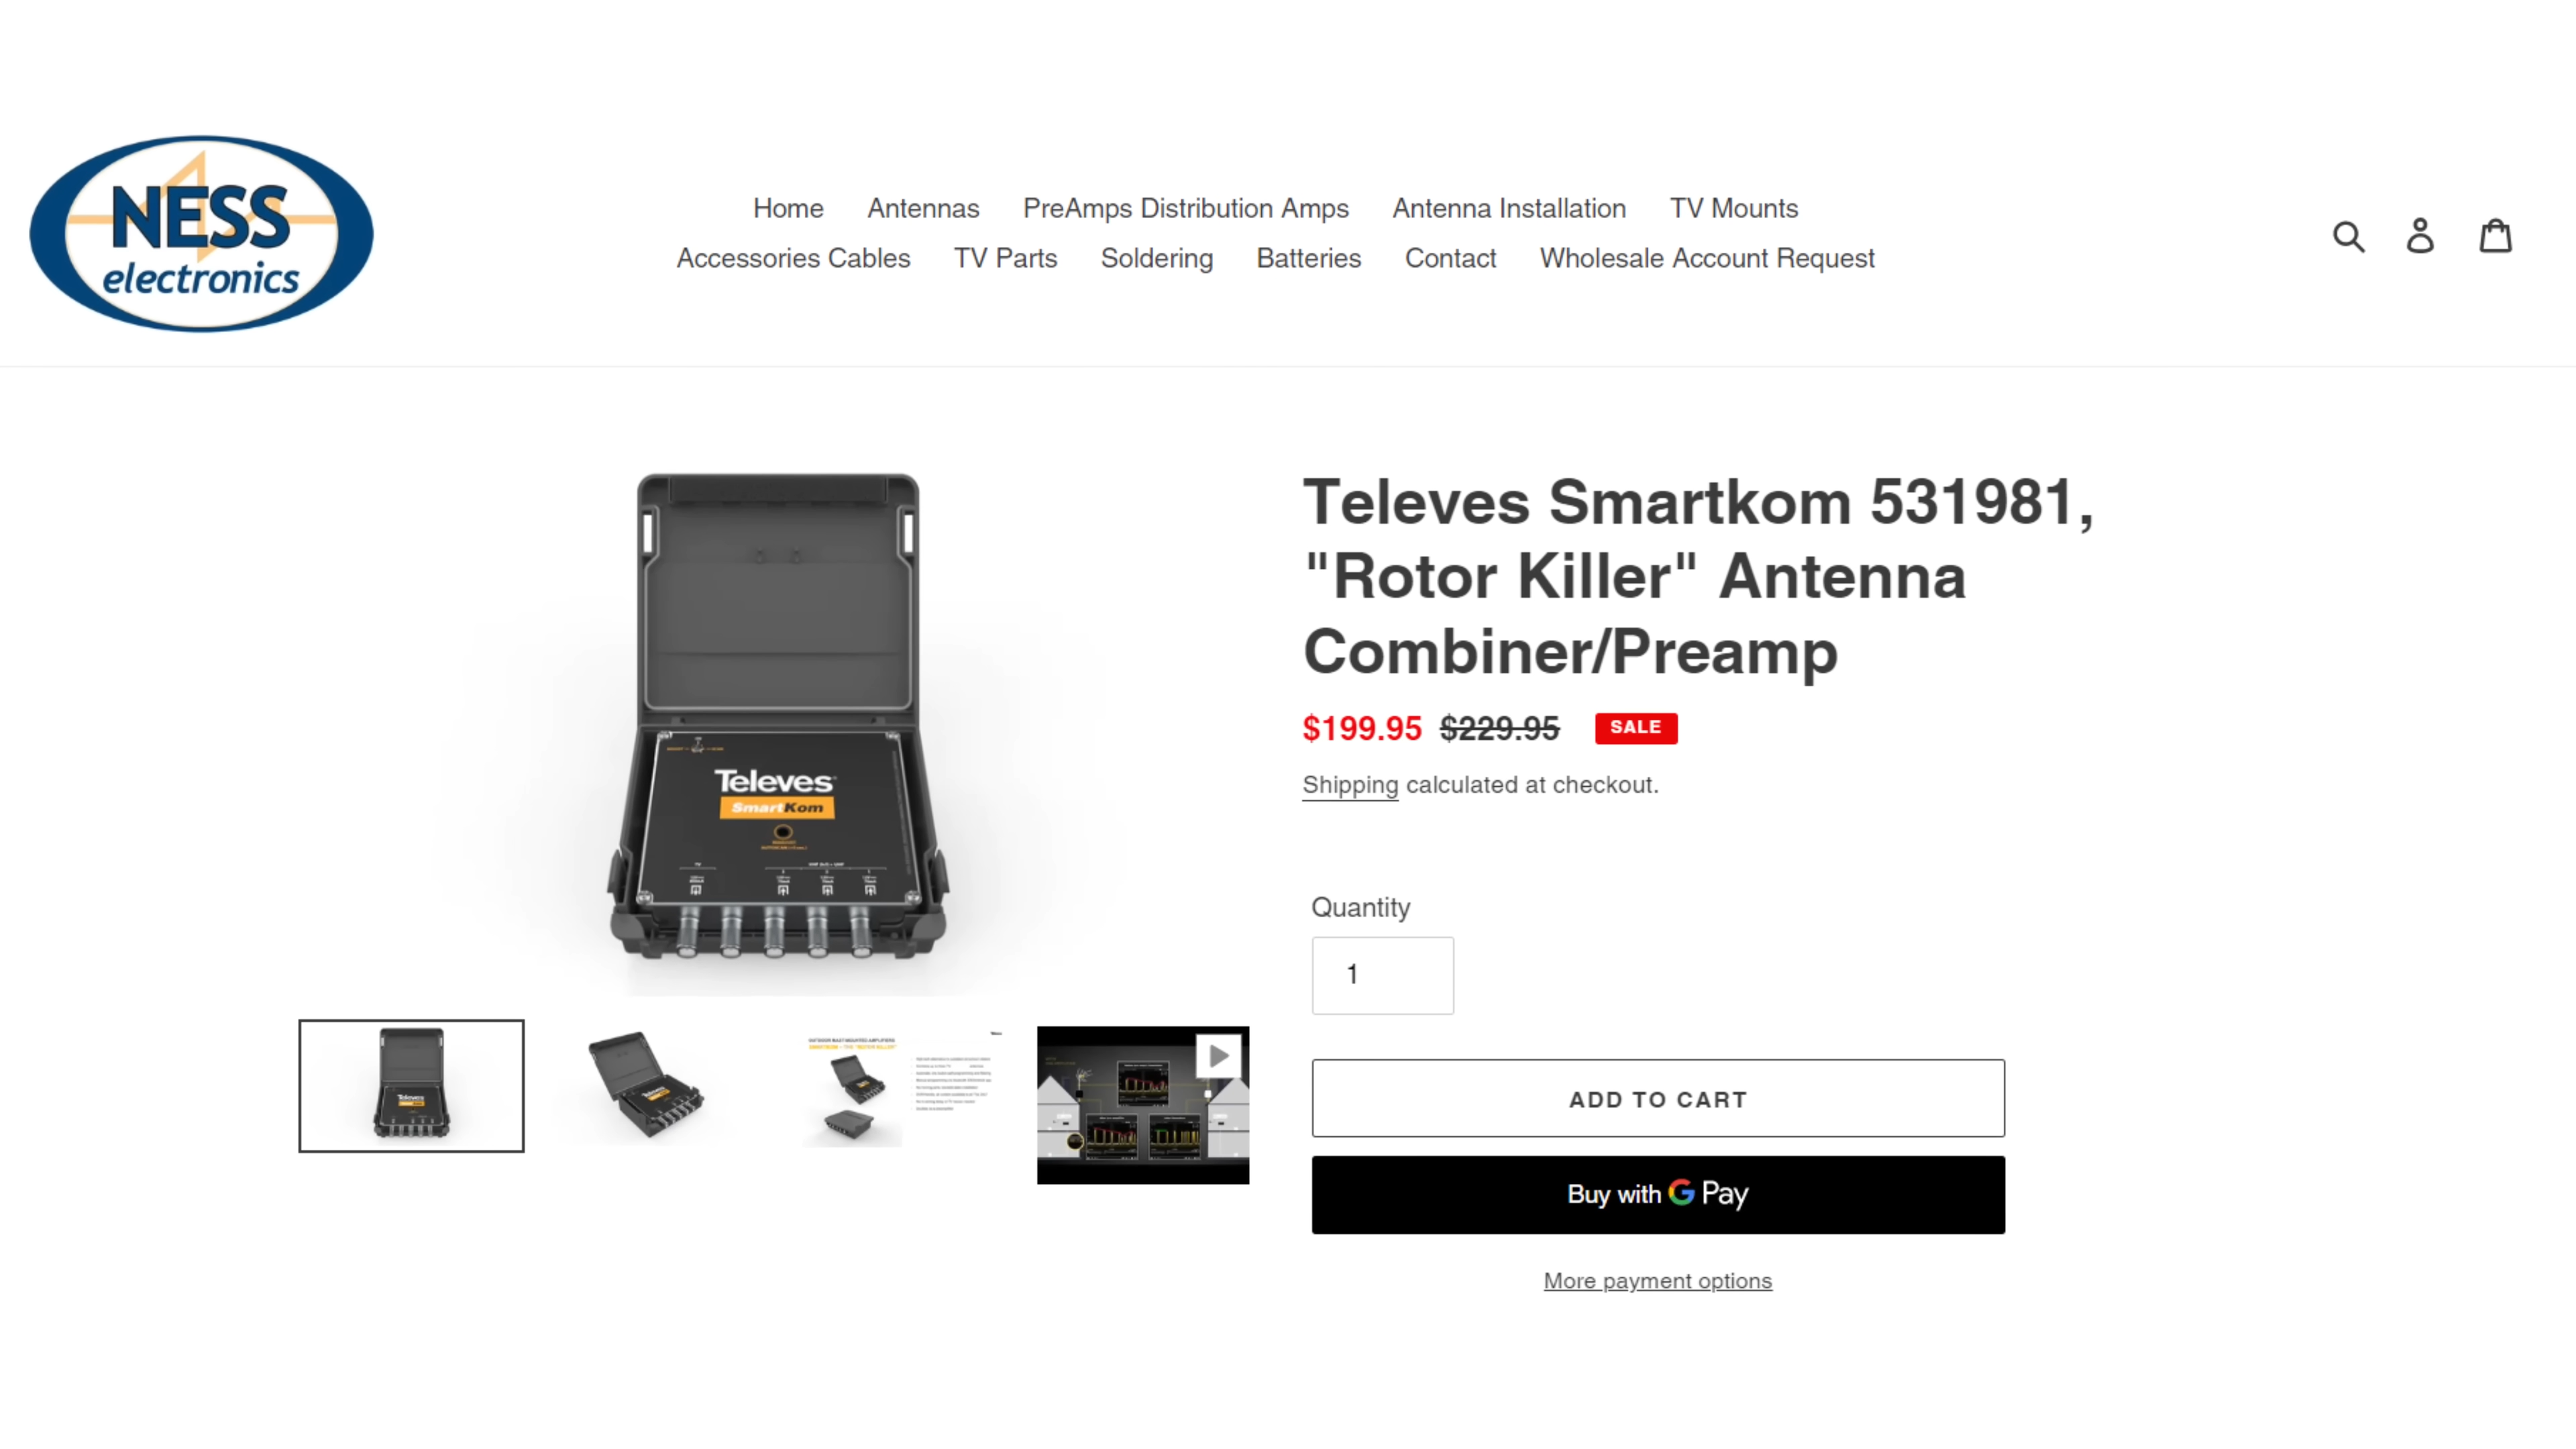 NESS
electronics
Home Antennas PreAmps Distribution Amps Antenna Installation TV Mounts
Accessories Cables TV Parts Soldering Batteries Contact Wholesale Account Request
Televes
SmartKom
TV
Televes Smartkom 531981,
"Rotor Killer" Antenna
Combiner/Preamp
$199.95 $229.95 SALE
Shipping calculated at checkout.
Quantity
1
ADD TO CART
Buy with G Pay
More payment options